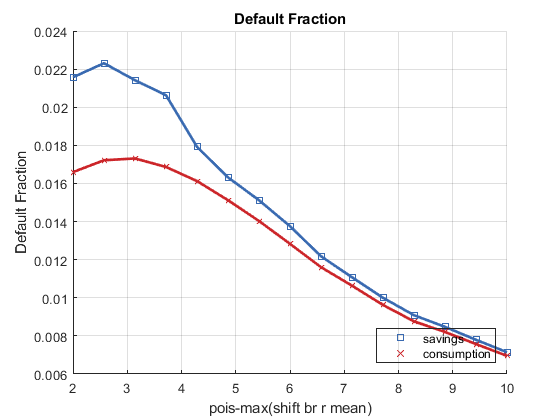 Default Fraction
0.024
0.022
0.02
0.018
0.016
0.014
0.012
0.01
0.008
0.006
Default Fraction
savings
consumption
2 3 4 5 6 7 8 9 10
pois-max(shift br r mean)